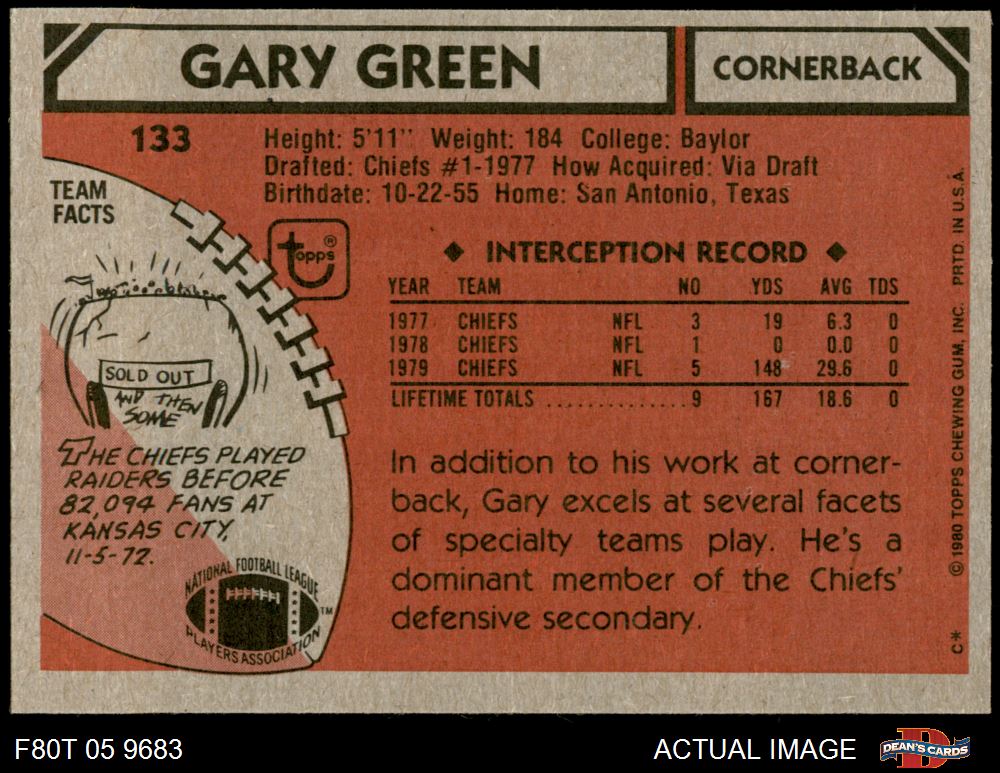 GARY GREEN
CORNERBACK
133
Height: 5'11" Weight: 184 College: Baylor
Drafted: Chiefs #1-1977 How Acquired: Via Draft
Birthdate: 10-22-55 Home: San Antonio, Texas
TEAM
FACTS
topps®
SOLD OUT
AND THEN
SOME
THE CHIEFS PLAYED
RAIDERS BEFORE
82,094 FANS AT
KANSAS CITY,
11-5-72.
NATIONAL FOOTBALL LEAGUE
PLAYERS ASSOCIATION
TM
◆ INTERCEPTION RECORD ◆
YEAR TEAM NO YDS AVG TDS
1977 CHIEFS NFL 3 19 6.3 0
1978 CHIEFS NFL 1 0 0.0 0
1979 CHIEFS NFL 5 148 29.6 0
LIFETIME TOTALS ..............9 167 18.6 0
In addition to his work at corner-
back, Gary excels at several facets
of specialty teams play. He's a
dominant member of the Chiefs'
defensive secondary.
C* © 1980 TOPPS CHEWING GUM, INC. PRTD. IN U.S.A.
F80T 05 9683
ACTUAL IMAGE
DEAN'S CARDS